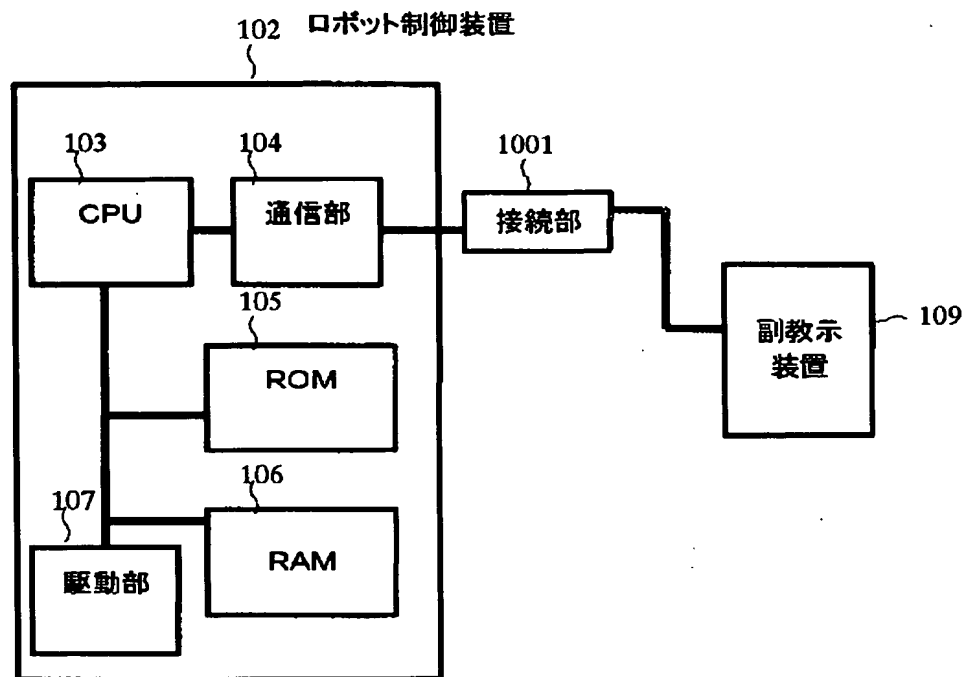 102 ロボット制御装置
103
104
1001
CPU
通信部
接続部
105
109
副教示
装置
ROM
106
107
RAM
駆動部